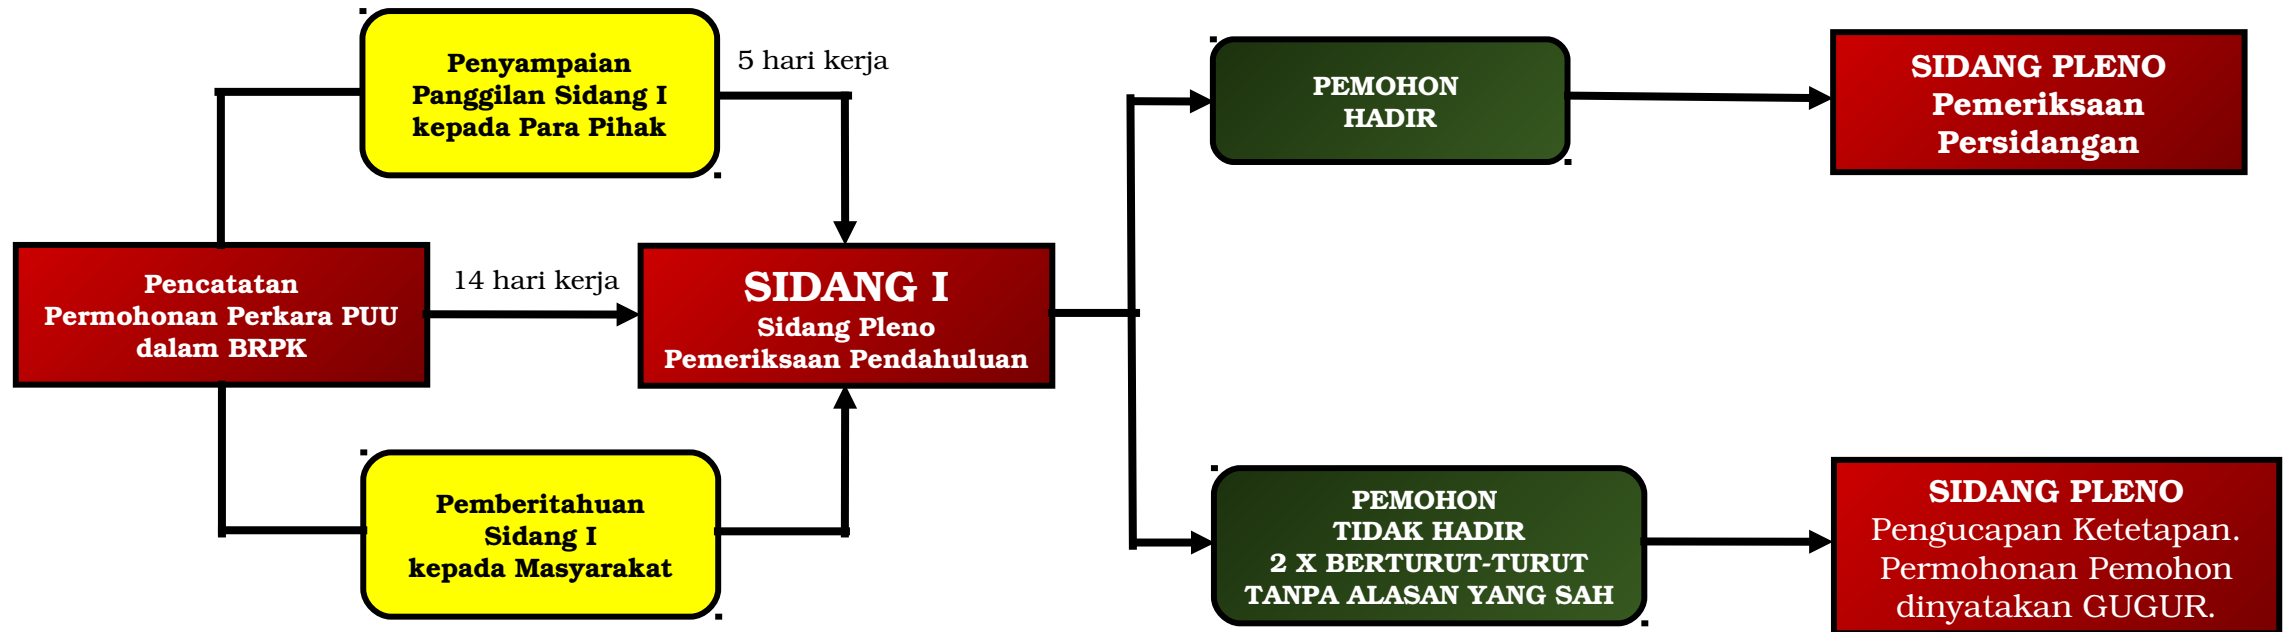 Penyampaian
Panggilan Sidang I
kepada Para Pihak
5 hari kerja
Pencatatan
Permohonan Perkara PUU
dalam BRPK
14 hari kerja
SIDANG I
Sidang Pleno
Pemeriksaan Pendahuluan
Pemberitahuan
Sidang I
kepada Masyarakat
PEMOHON
HADIR
SIDANG PLENO
Pemeriksaan
Persidangan
PEMOHON
TIDAK HADIR
2 X BERTURUT-TURUT
TANPA ALASAN YANG SAH
SIDANG PLENO
Pengucapan Ketetapan.
Permohonan Pemohon
dinyatakan GUGUR.